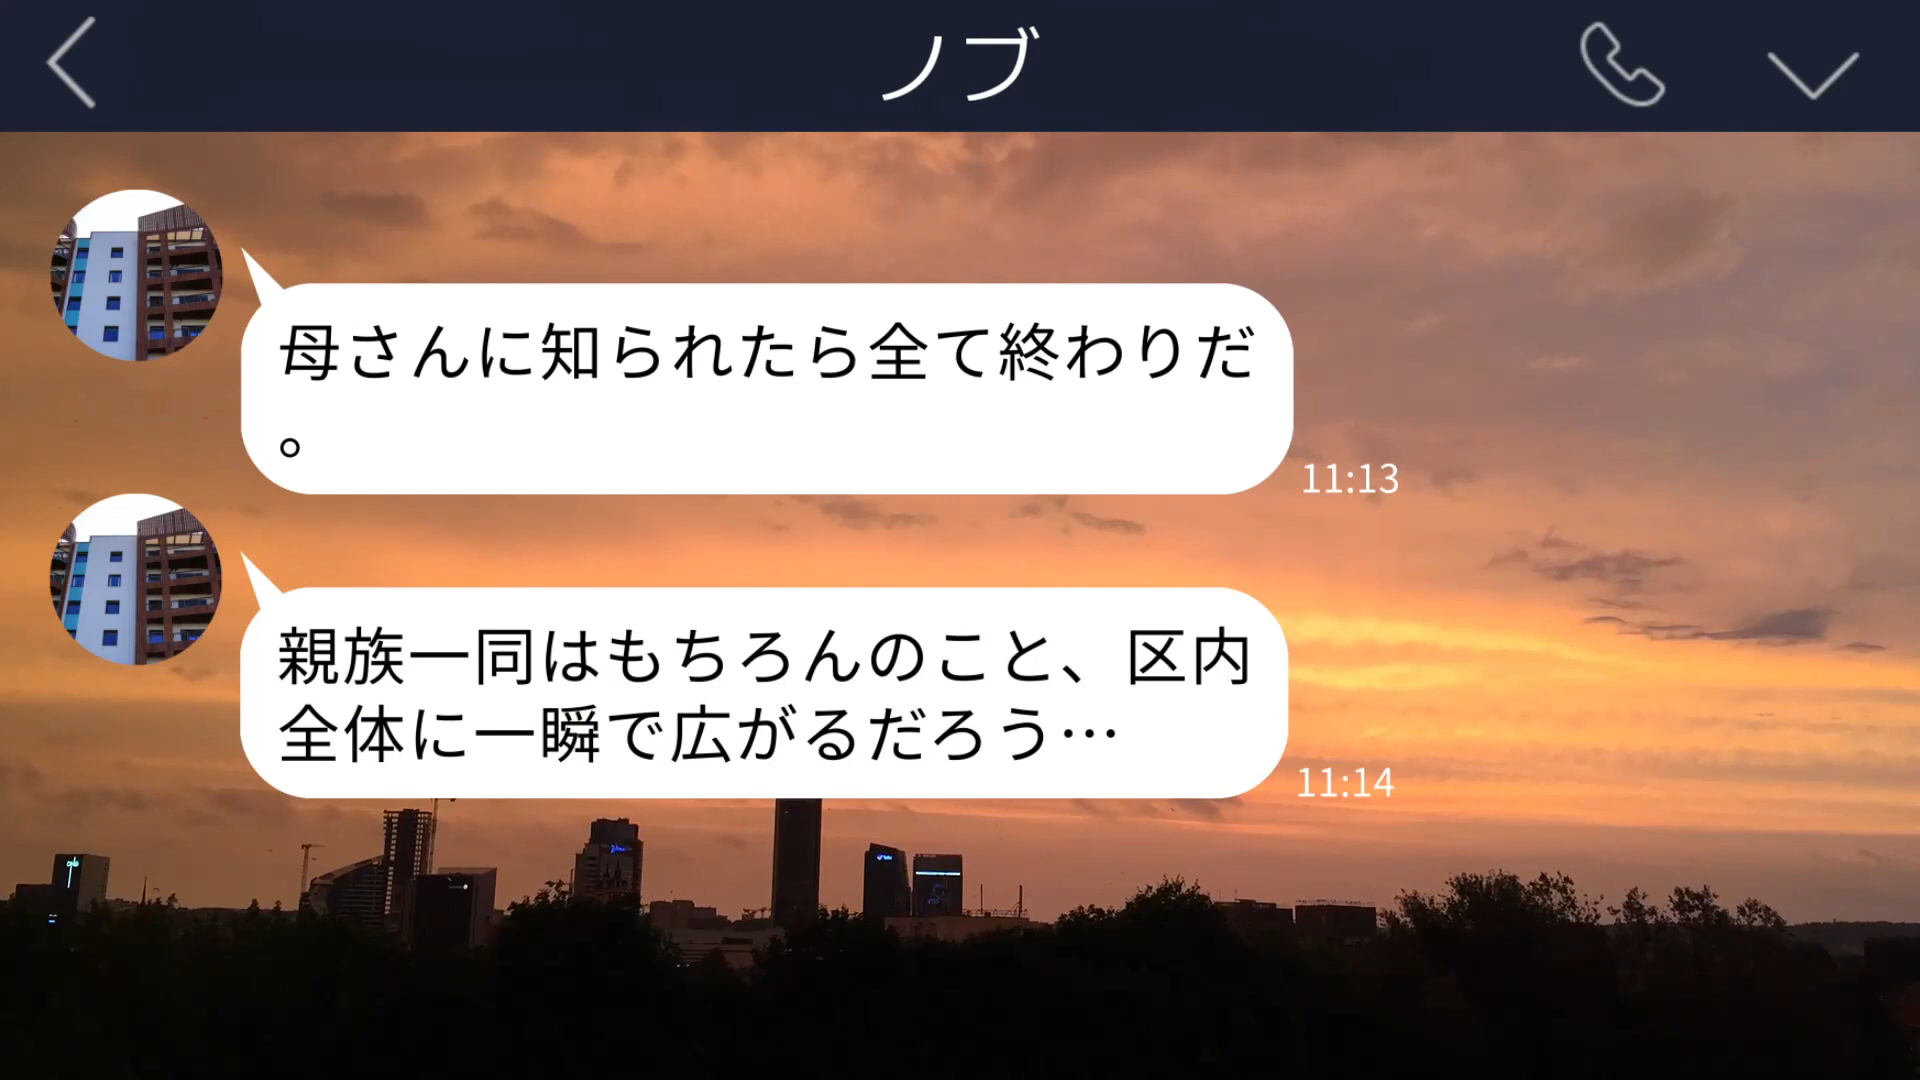 ノブ
母さんに知られたら全て終わりだ
。
11:13
親族一同はもちろんのこと、区内
全体に一瞬で広がるだろう…
11:14